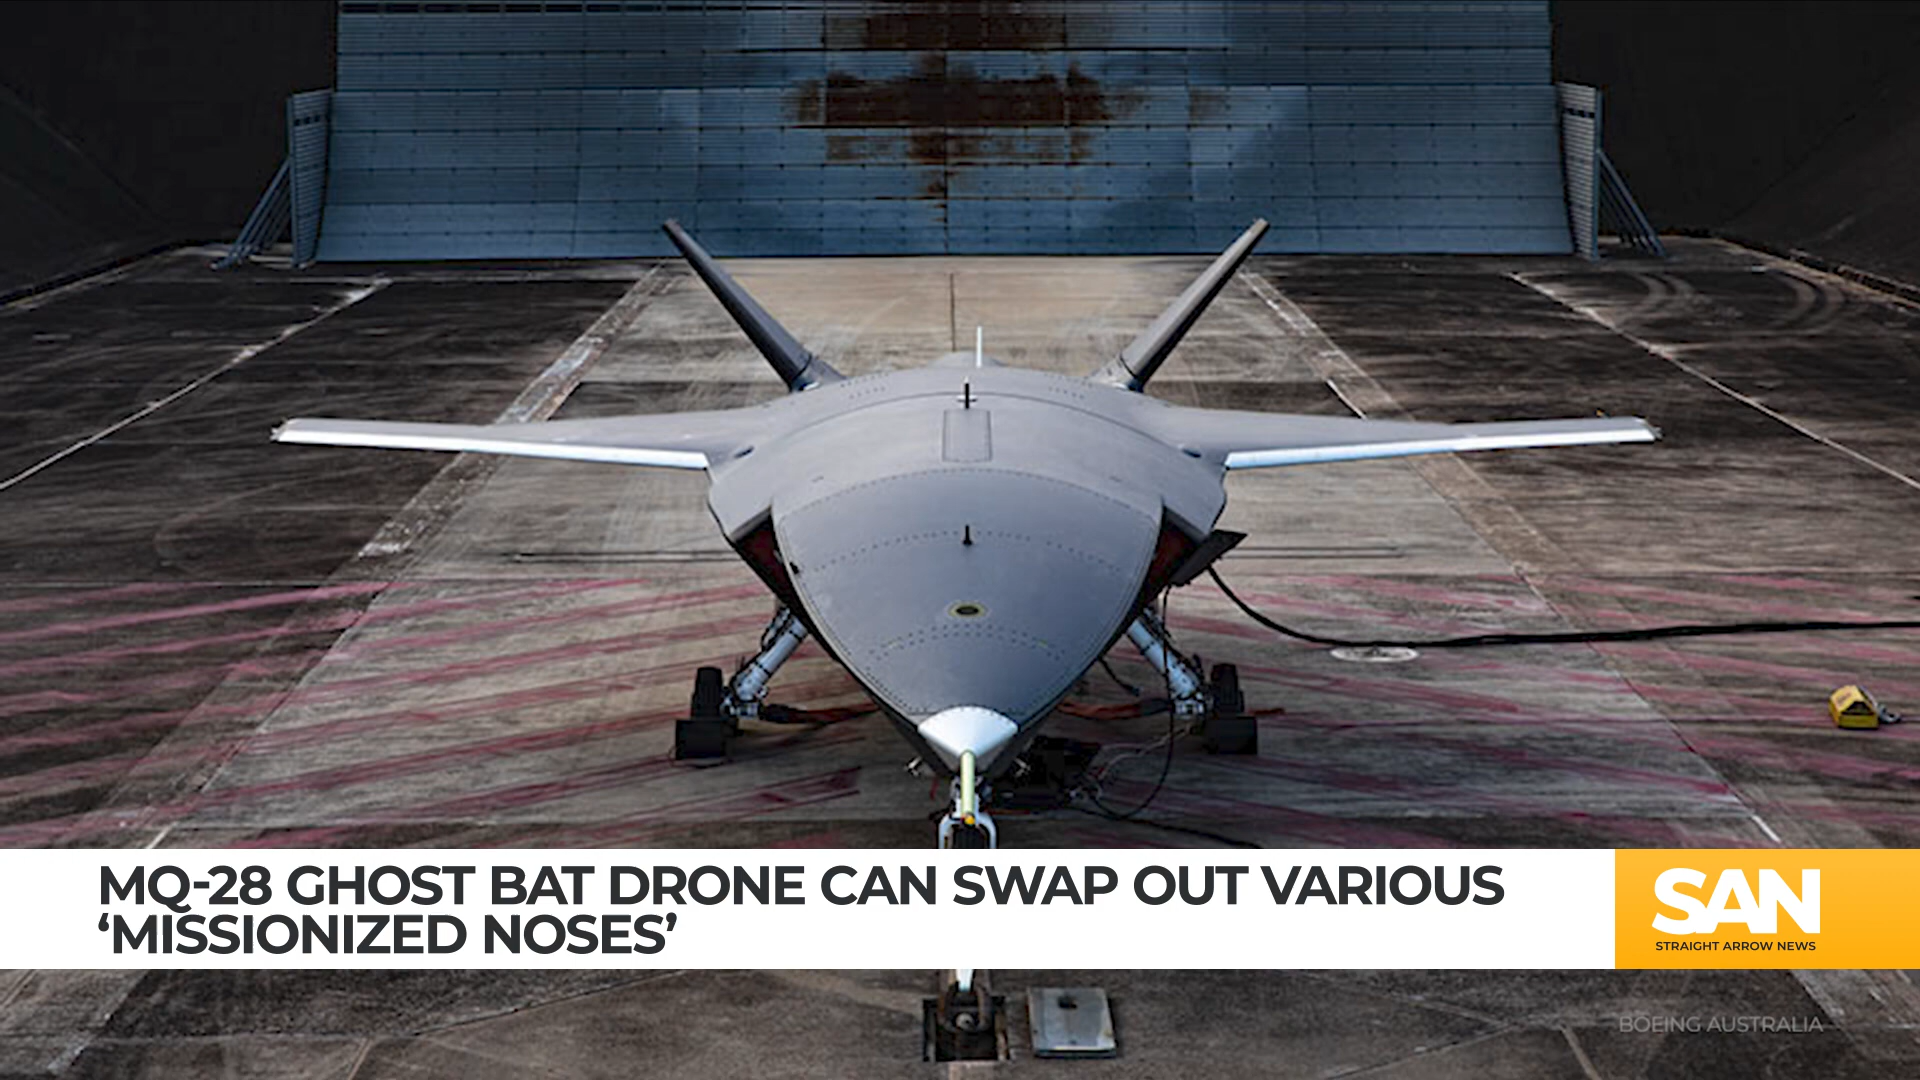 MQ-28 GHOST BAT DRONE CAN SWAP OUT VARIOUS
‘MISSIONIZED NOSES’
SAN
STRAIGHT ARROW NEWS
BOEING AUSTRALIA